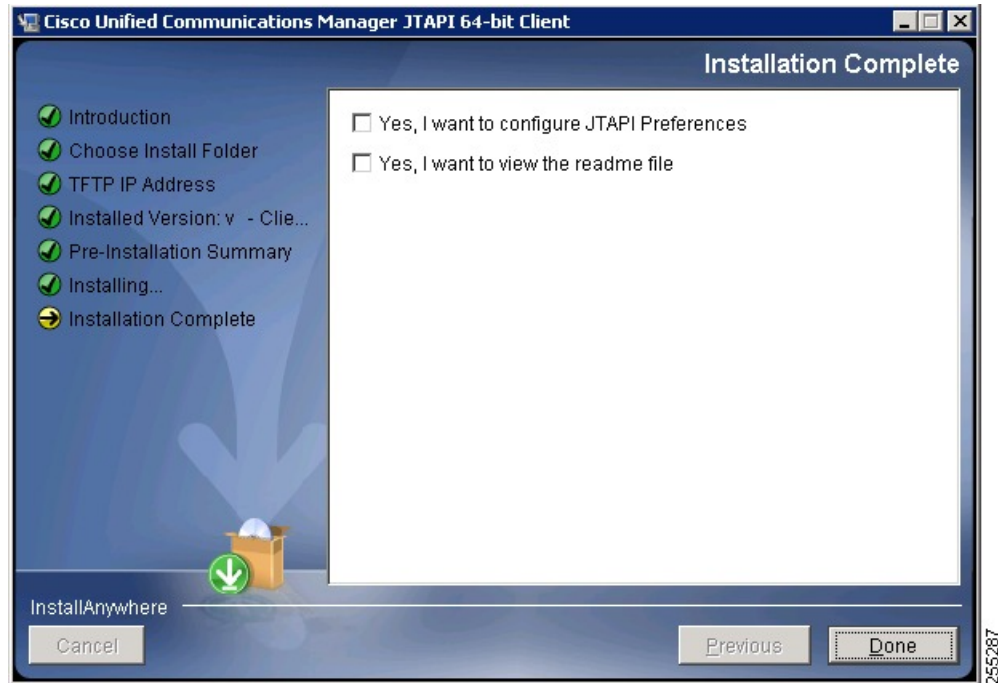 Cisco Unified Communications Manager JTAPI 64-bit Client
Installation Complete
Introduction
Choose Install Folder
TFTP IP Address
Installed Version: v - Clie...
Pre-Installation Summary
Installing...
Installation Complete
Yes, I want to configure JTAPI Preferences
Yes, I want to view the readme file
InstallAnywhere
Cancel
Previous
Done
255287